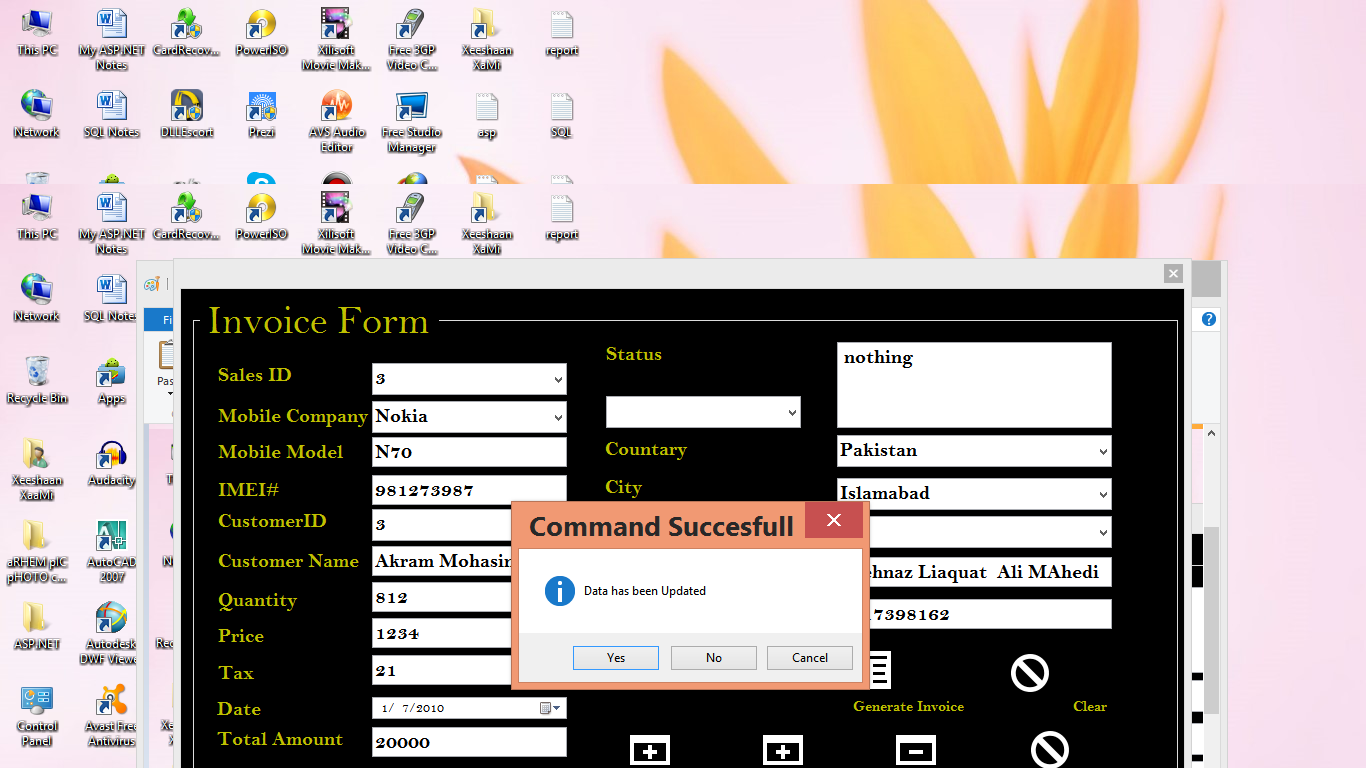 This PC
My ASP.NET Notes
CardRecov...
PowerISO
Xilisoft Movie Mak...
Free 3GP Video C...
Xeeshaan XaMi
report
Network
SQL Notes
DLLEscort
Prezi
AVS Audio Editor
Free Studio Manager
asp
SQL
This PC
My ASP.NET Notes
CardRecov...
PowerISO
Xilisoft Movie Mak...
Free 3GP Video C...
Xeeshaan XaMi
report
Network
SQL Notes
Recycle Bin
Apps
Xeeshaan XaaMi
Audacity
aRHEM pIC pHOTO c...
AutoCAD 2007
ASP.NET
Autodesk DWF Viewe
Control Panel
Avast Free Antivirus
Invoice Form
Sales ID
3
Mobile Company
Nokia
Mobile Model
N70
IMEI#
981273987
CustomerID
3
Customer Name
Akram Mohasin
Quantity
812
Price
1234
Tax
21
Date
1/ 7/2010
Total Amount
20000
Status
nothing
Countary
Pakistan
City
Islamabad
Liaquat Ali MAhedi
7398162
Generate Invoice
Clear
Command Succesfull
Data has been Updated
Yes
No
Cancel